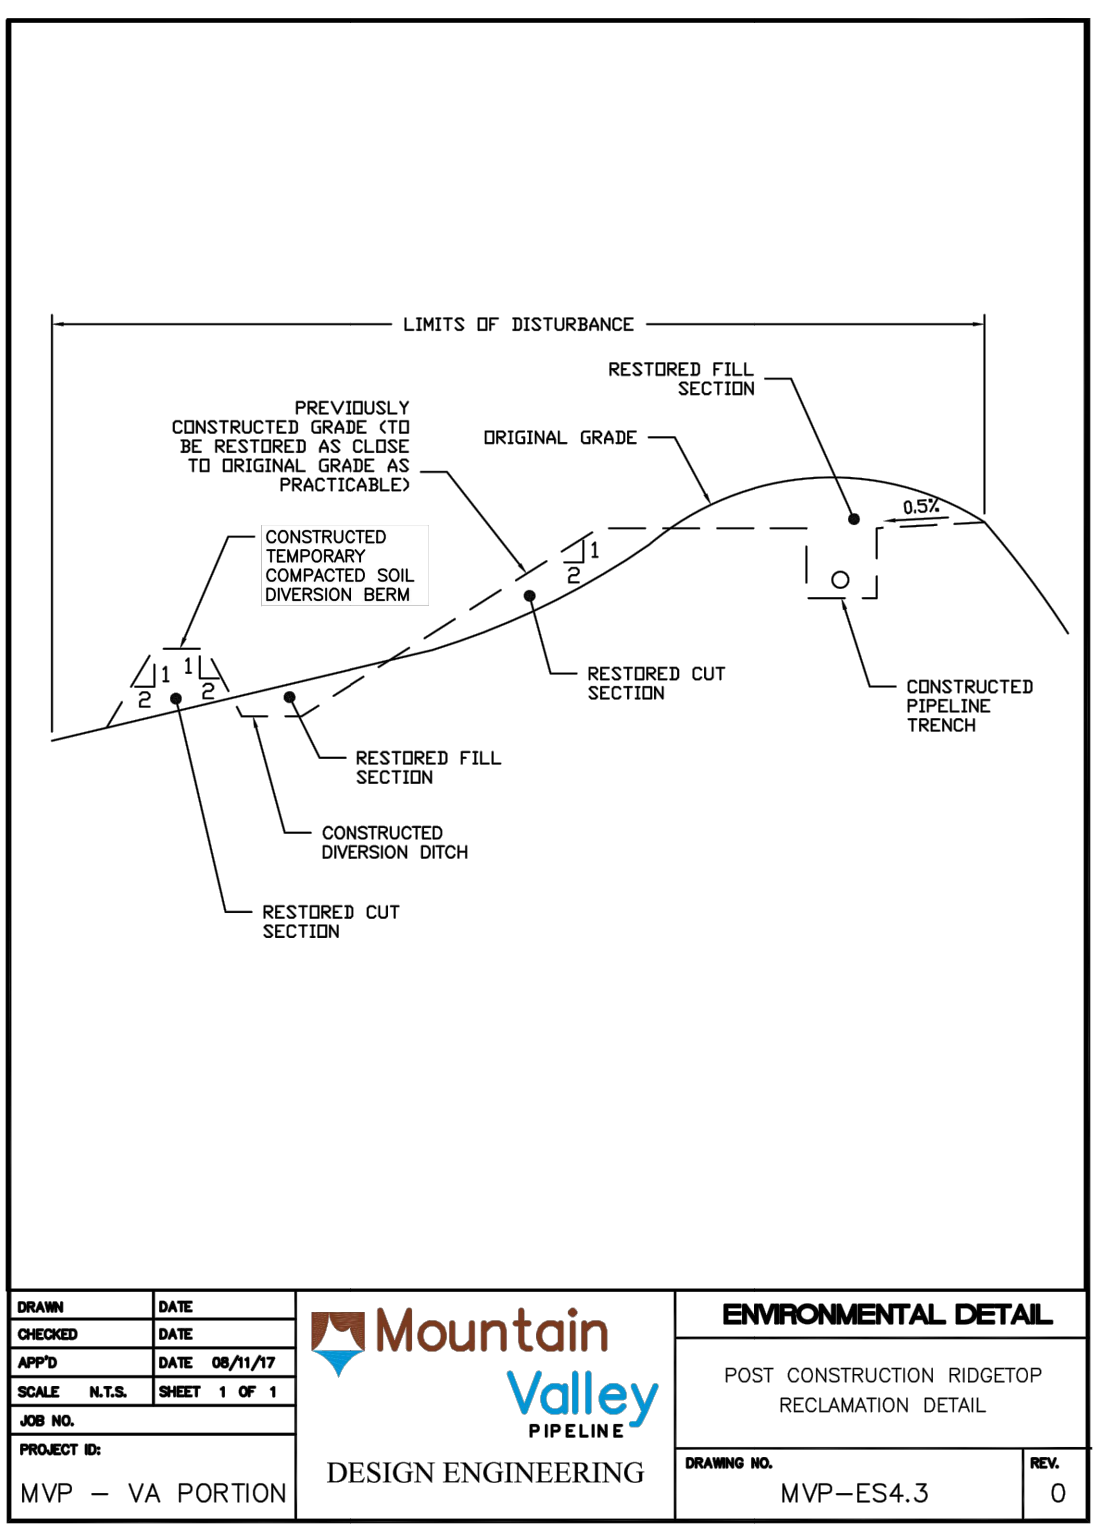 LIMITS OF DISTURBANCE
RESTORED FILL
SECTION
PREVIOUSLY
CONSTRUCTED GRADE (TO
BE RESTORED AS CLOSE
TO ORIGINAL GRADE AS
PRACTICABLE)
ORIGINAL GRADE
0.5%
CONSTRUCTED
TEMPORARY
COMPACTED SOIL
DIVERSION BERM
1
2
1
2
1
2
RESTORED CUT
SECTION
CONSTRUCTED
PIPELINE
TRENCH
RESTORED FILL
SECTION
CONSTRUCTED
DIVERSION DITCH
RESTORED CUT
SECTION
DRAWN
DATE
CHECKED
DATE
APP'D
DATE 08/11/17
SCALE N.T.S.
SHEET 1 OF 1
JOB NO.
PROJECT ID:
MVP - VA PORTION
Mountain
Valley
PIPELINE
DESIGN ENGINEERING
ENVIRONMENTAL DETAIL
POST CONSTRUCTION RIDGETOP
RECLAMATION DETAIL
DRAWING NO.
MVP-ES4.3
REV.
0